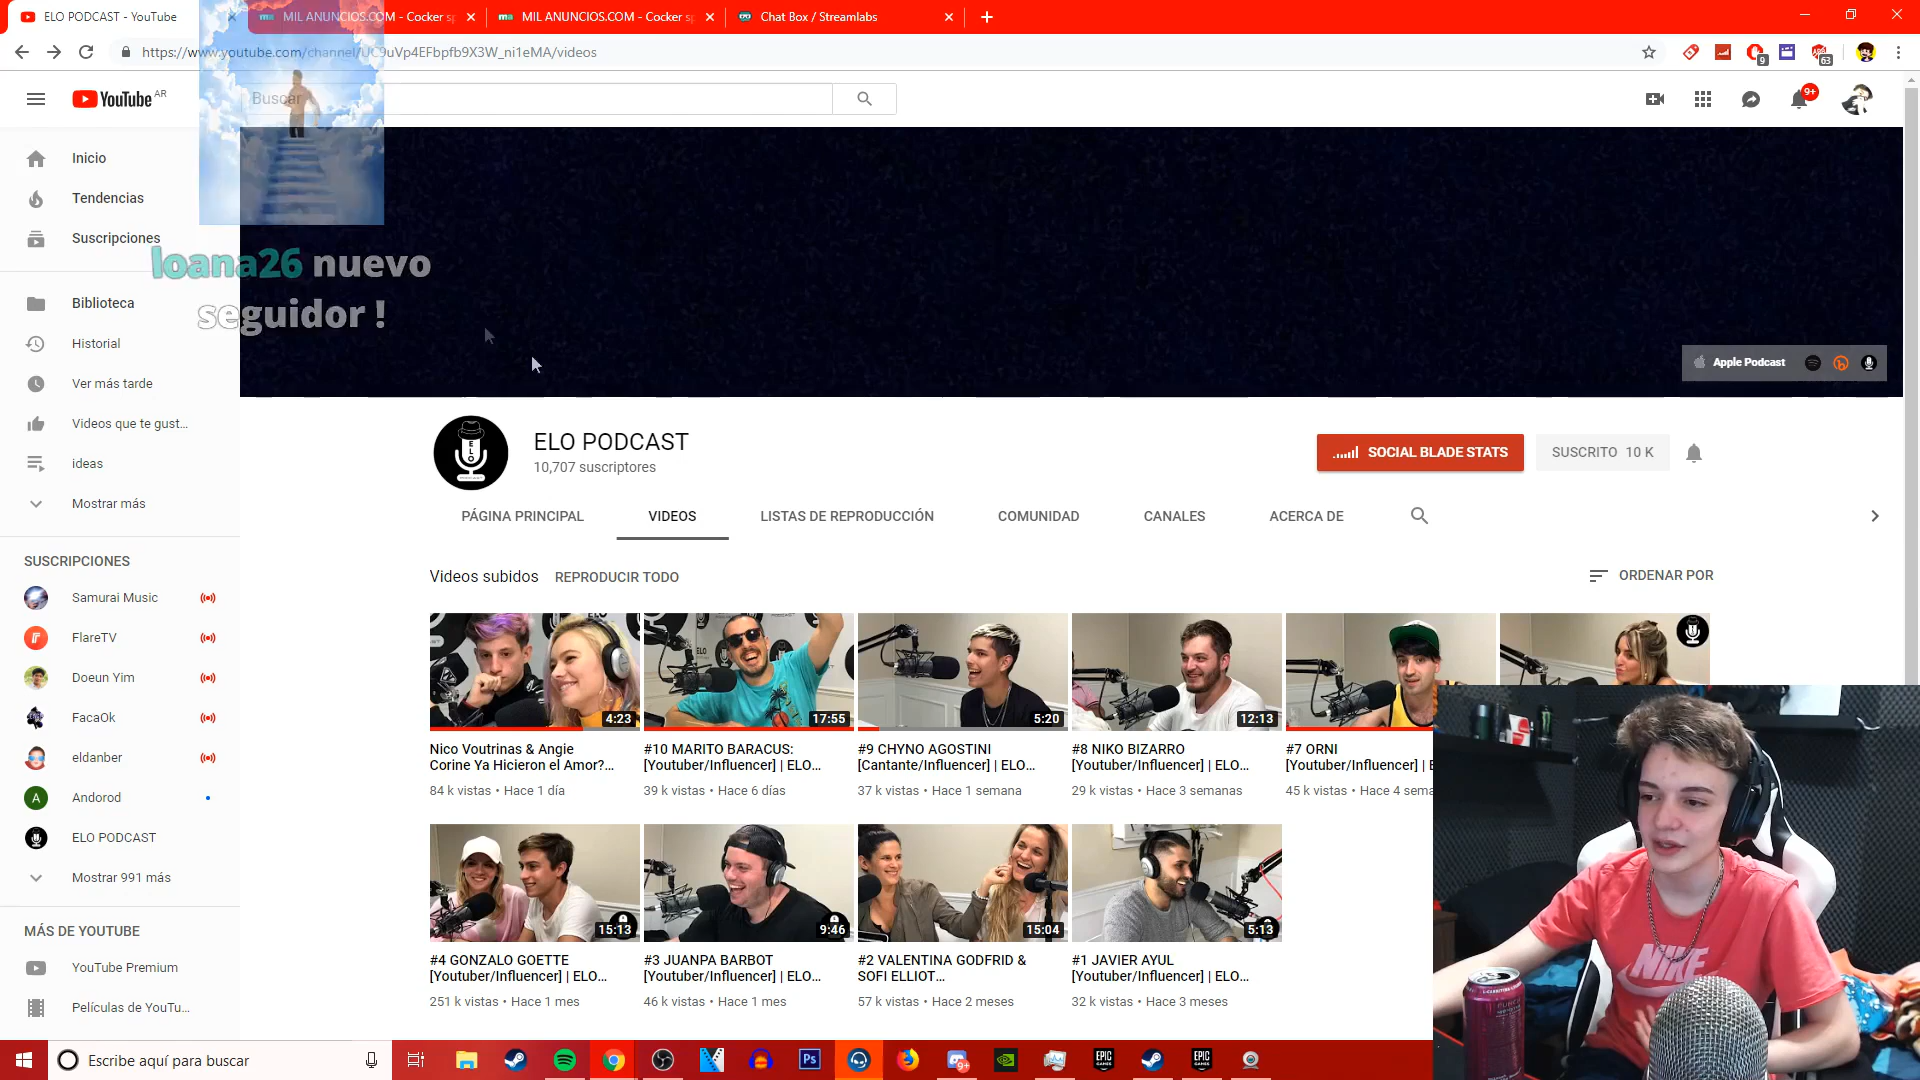 ELO PODCAST - YouTube
MIL ANUNCIOS.COM - Cocker s
MIL ANUNCIOS.COM - Cocker s
Chat Box / Streamlabs
https://www.youtube.com/channel/UC9uVp4EFbpfb9X3W_ni1eMA/videos
9
63
YouTube AR
Buscar
9+
Inicio
Tendencias
Suscripciones
loana26 nuevo
seguidor !
Biblioteca
Historial
Ver más tarde
Videos que te gust...
ideas
Mostrar más
SUSCRIPCIONES
Samurai Music
FlareTV
Doeun Yim
FacaOk
eldanber
A Andorod
ELO PODCAST
Mostrar 991 más
MÁS DE YOUTUBE
YouTube Premium
Películas de YouTu...
Apple Podcast
ELO
ELO PODCAST
10,707 suscriptores
SOCIAL BLADE STATS
SUSCRITO 10 K
PÁGINA PRINCIPAL
VIDEOS
LISTAS DE REPRODUCCIÓN
COMUNIDAD
CANALES
ACERCA DE
Videos subidos
REPRODUCIR TODO
ORDENAR POR
4:23
Nico Voutrinas & Angie
Corine Ya Hicieron el Amor?...
84 k vistas • Hace 1 día
ELO
17:55
#10 MARITO BARACUS:
[Youtuber/Influencer] | ELO...
39 k vistas • Hace 6 días
5:20
#9 CHYNO AGOSTINI
[Cantante/Influencer] | ELO...
37 k vistas • Hace 1 semana
12:13
#8 NIKO BIZARRO
[Youtuber/Influencer] | ELO...
29 k vistas • Hace 3 semanas
#7 ORNI
[Youtuber/Influencer] | E
45 k vistas • Hace 4 sema
15:13
#4 GONZALO GOETTE
[Youtuber/Influencer] | ELO...
251 k vistas • Hace 1 mes
9:46
#3 JUANPA BARBOT
[Youtuber/Influencer] | ELO...
46 k vistas • Hace 1 mes
15:04
#2 VALENTINA GODFRID &
SOFI ELLIOT...
57 k vistas • Hace 2 meses
5:13
#1 JAVIER AYUL
[Youtuber/Influencer] | ELO...
32 k vistas • Hace 3 meses
NIKE
Escribe aquí para buscar
Ps
9+
EPIC
GAMES
EPIC
GAMES